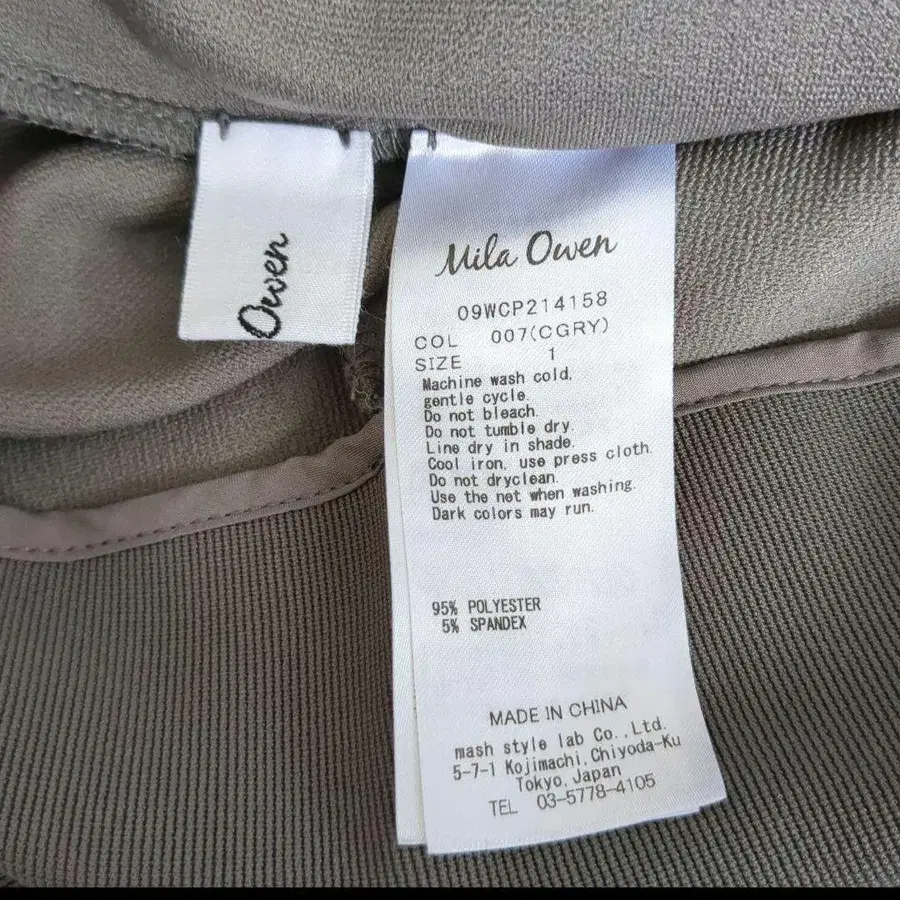 Owen
Mila Owen
09WCP214158
COL 007(CGRY)
SIZE 1
Machine wash cold,
gentle cycle.
Do not bleach.
Do not tumble dry.
Line dry in shade.
Cool iron, use press cloth.
Do not dryclean.
Use the net when washing.
Dark colors may run.
95% POLYESTER
5% SPANDEX
MADE IN CHINA
mash style lab Co.,Ltd.
5-7-1 Kojimachi,Chiyoda-Ku
Tokyo,Japan
TEL 03-5778-4105